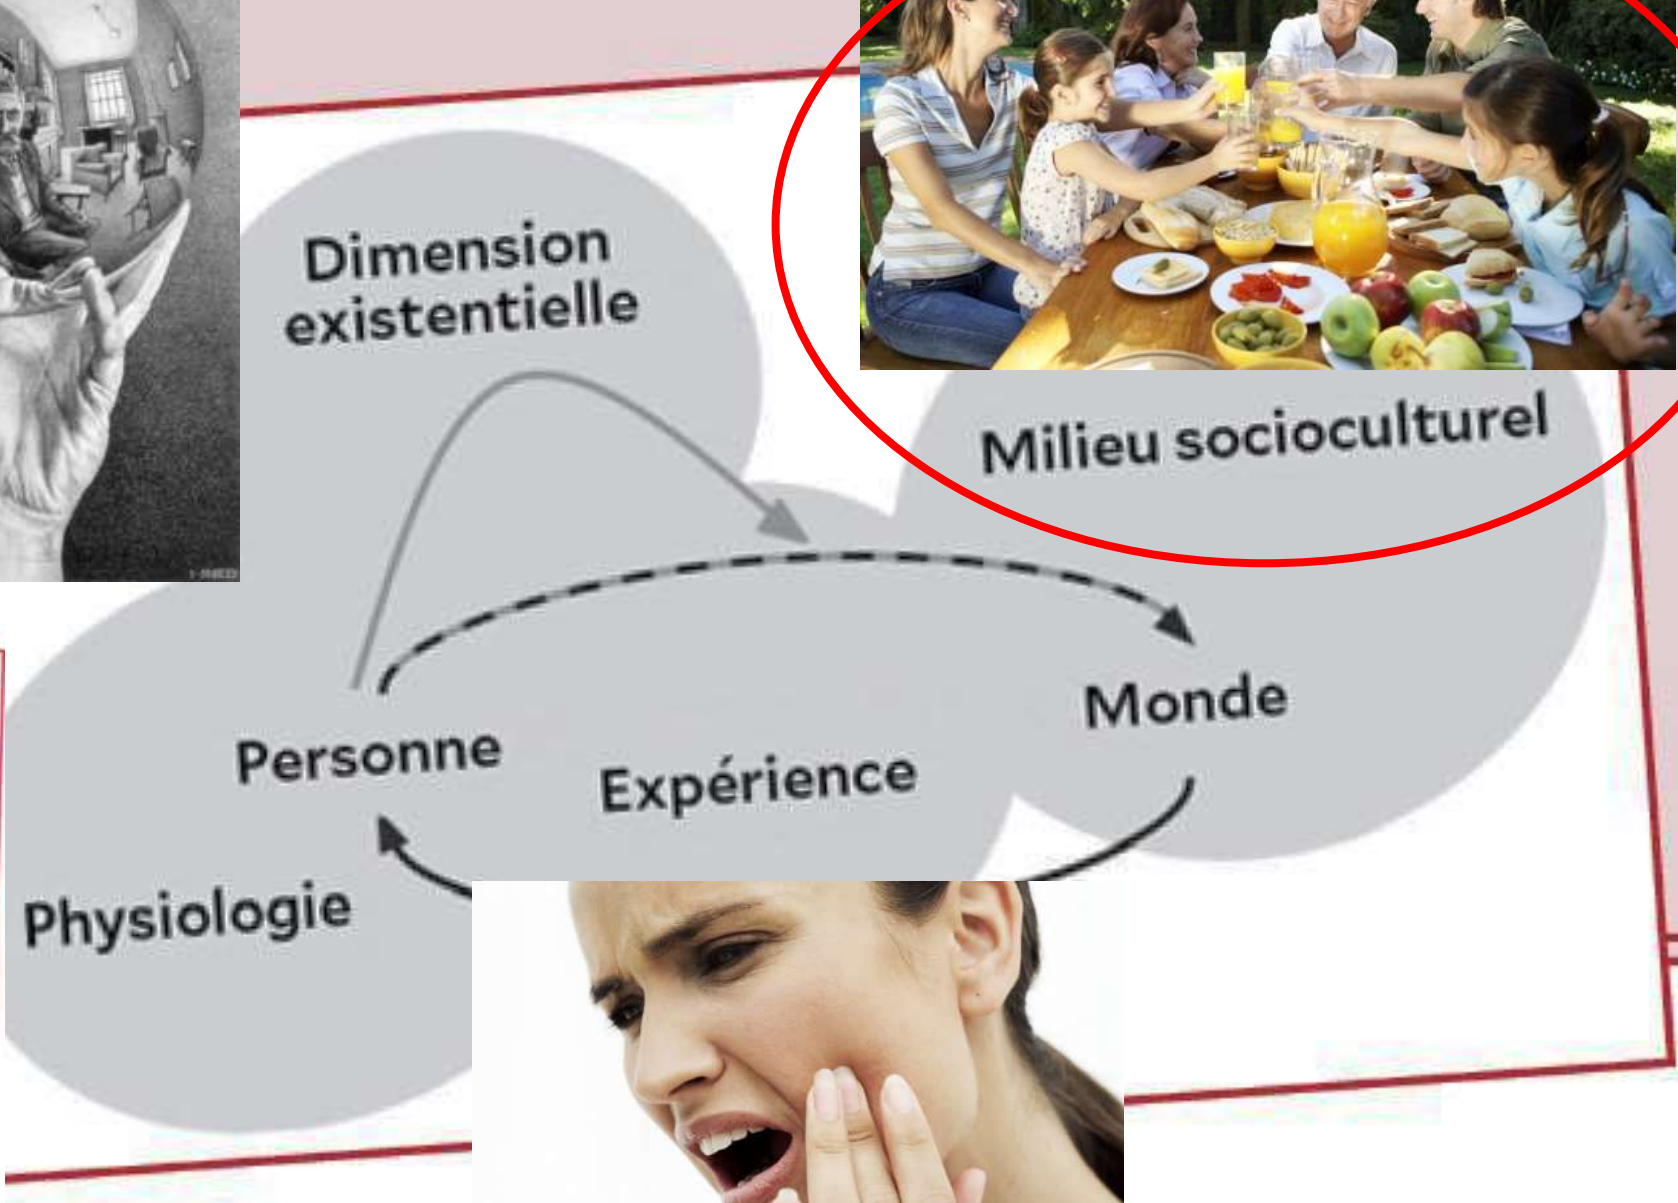 Dimension
existentielle
Milieu socioculturel
Monde
Personne
Expérience
Physiologie